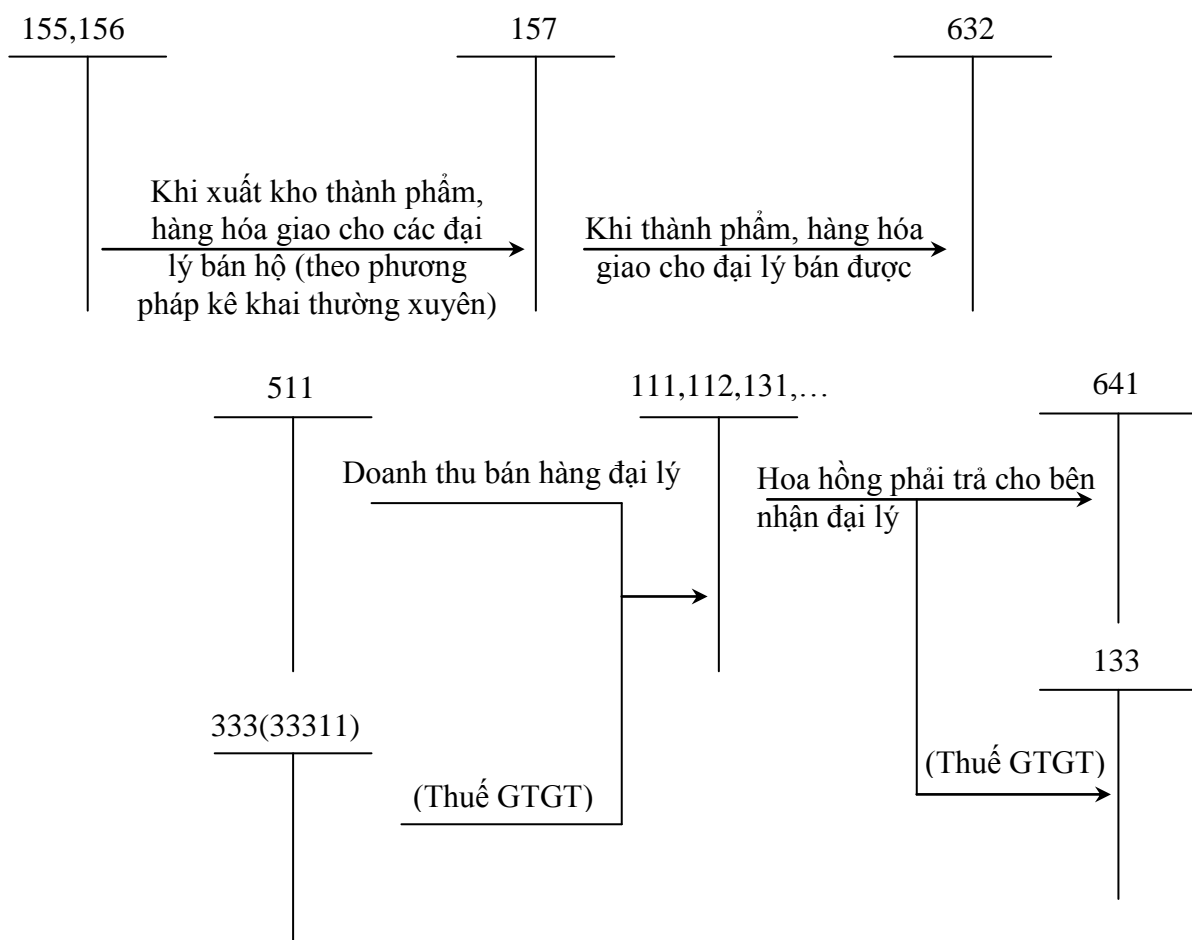 155,156
157
632
Khi xuất kho thành phẩm,
hàng hóa giao cho các đại
lý bán hộ (theo phương
pháp kê khai thường xuyên)
Khi thành phẩm, hàng hóa
giao cho đại lý bán được
511
111,112,131,…
641
Doanh thu bán hàng đại lý
Hoa hồng phải trả cho bên
nhận đại lý
133
333(33311)
(Thuế GTGT)
(Thuế GTGT)